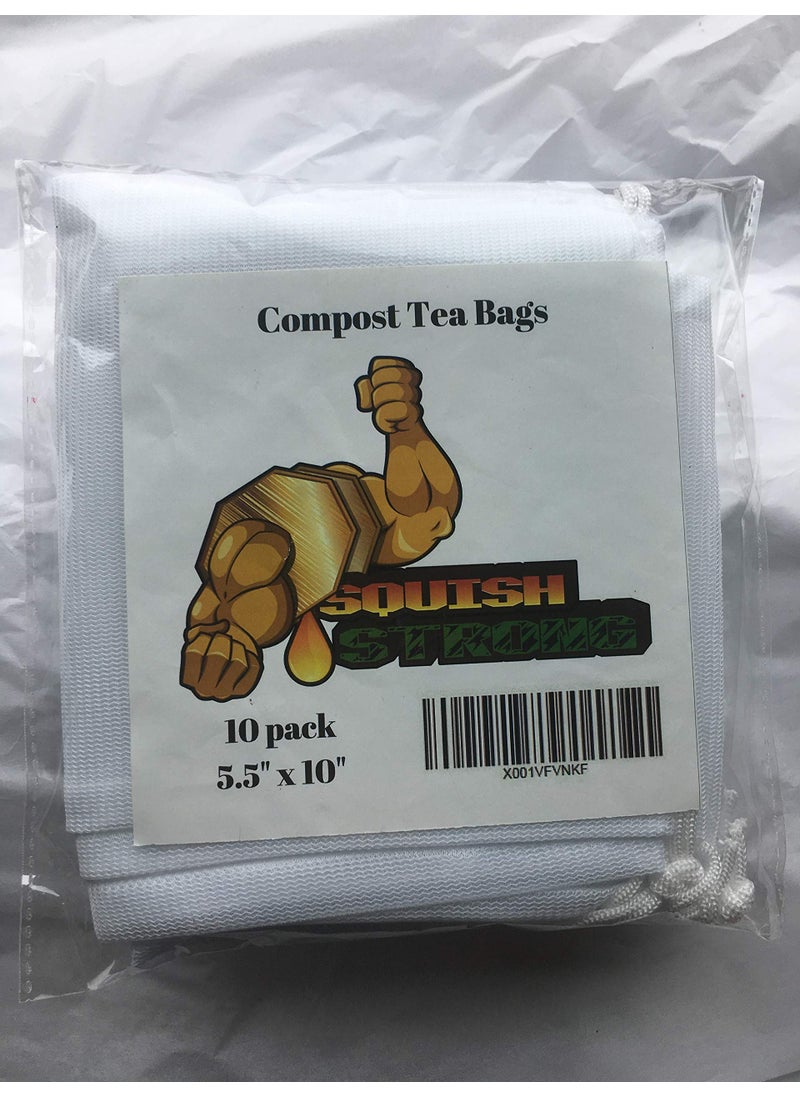 Compost Tea Bags
SQUISH
STRONG
10 pack
5.5" x 10"
X001VFVNKF